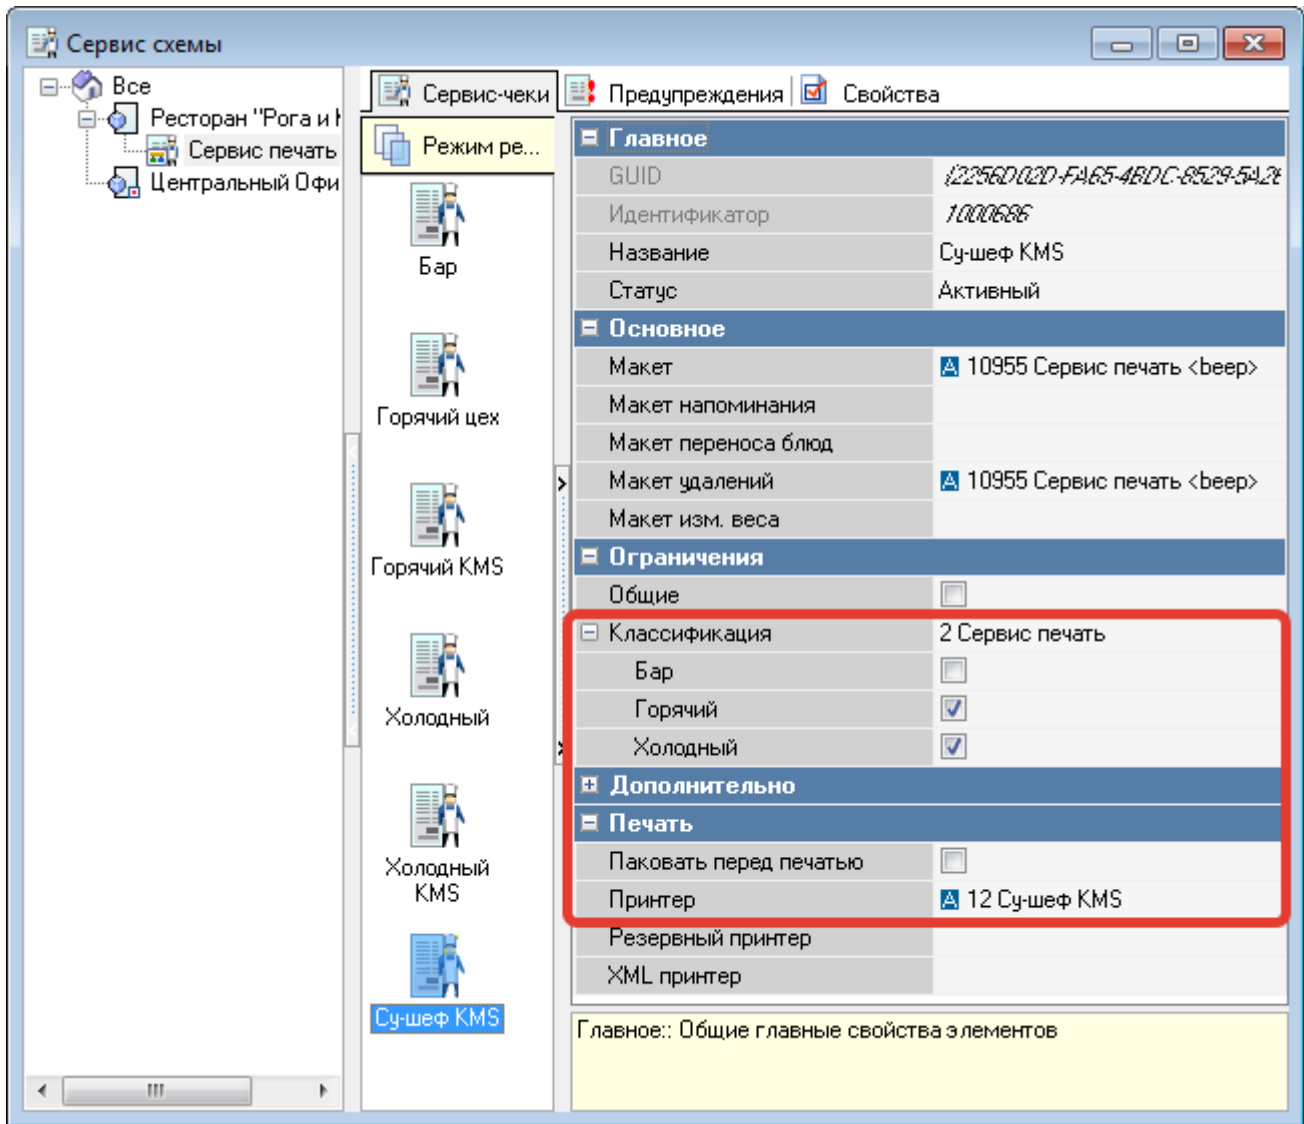 Сервис схемы
Все
Ресторан "Рога и
Сервис печать
Центральный Офи
Сервис-чеки
Предупреждения
Свойства
Режим ре...
Бар
Горячий цех
Горячий KMS
Холодный
Холодный
KMS
Су-шеф KMS
Главное
GUID {2256D02D-FA65-4BDC-8529-5A2
Идентификатор 1000686
Название Су-шеф KMS
Статус Активный
Основное
Макет 10955 Сервис печать <beep>
Макет напоминания
Макет переноса блюд
Макет удалений 10955 Сервис печать <beep>
Макет изм. веса
Ограничения
Общие
Классификация 2 Сервис печать
Бар
Горячий
Холодный
Дополнительно
Печать
Паковать перед печатью
Принтер 12 Су-шеф KMS
Резервный принтер
XML принтер
Главное:: Общие главные свойства элементов